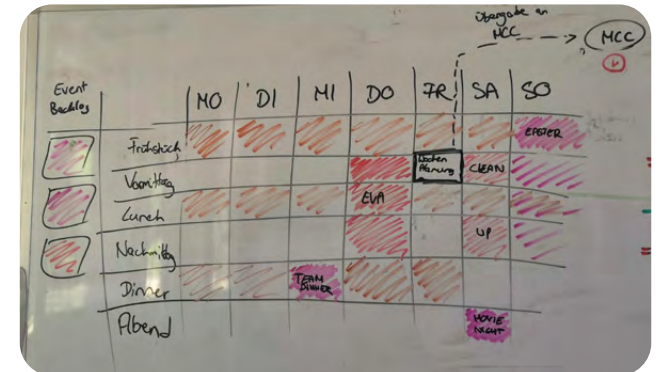 Übergabe an
MCC
MCC
Event
Backlog
MO DI MI DO FR SA SO
Frühstück
EASTER
Vormittag
Wochen
Planung
CLEAN
Lunch
EVA
Nachmittag
UP
Dinner
TEAM
DINNER
Abend
MOVIE
NIGHT